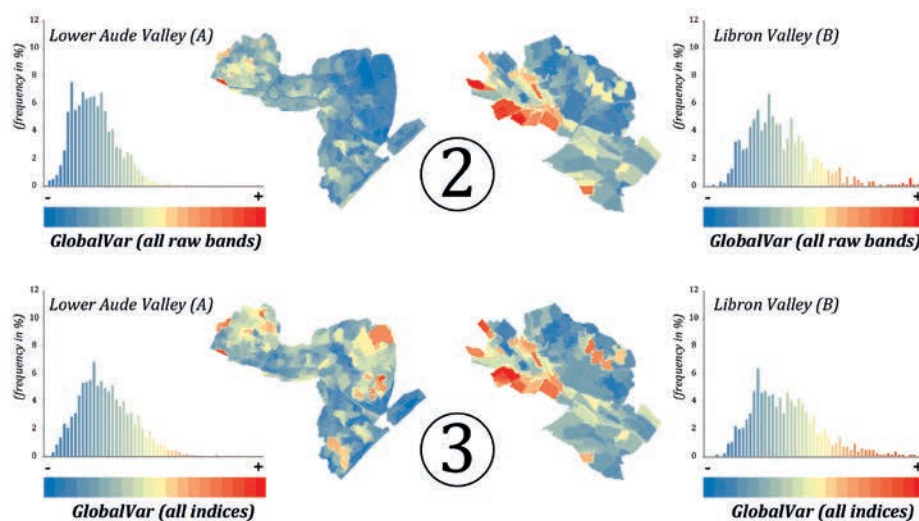 12
10
8
6
4
2
0
(frequency in %)
Lower Aude Valley (A)
- +
GlobalVar (all raw bands)
2
12
10
8
6
4
2
0
(frequency in %)
Libron Valley (B)
- +
GlobalVar (all raw bands)
12
10
8
6
4
2
0
(frequency in %)
Lower Aude Valley (A)
- +
GlobalVar (all indices)
3
12
10
8
6
4
2
0
(frequency in %)
Libron Valley (B)
- +
GlobalVar (all indices)